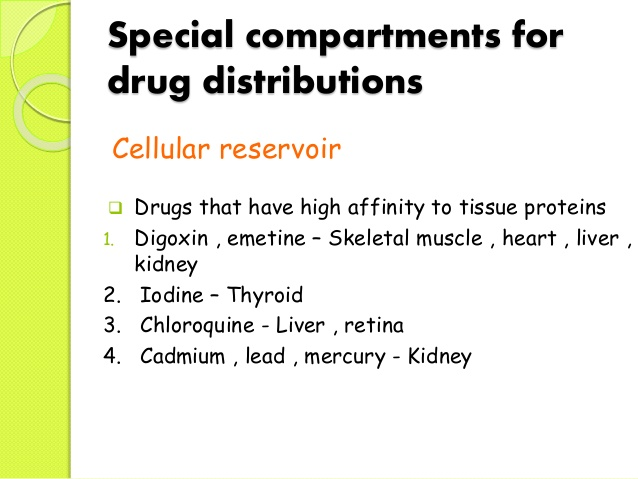 Special compartments for
drug distributions
Cellular reservoir
❑ Drugs that have high affinity to tissue proteins
1. Digoxin , emetine – Skeletal muscle , heart , liver ,
kidney
2. Iodine – Thyroid
3. Chloroquine - Liver , retina
4. Cadmium , lead , mercury - Kidney